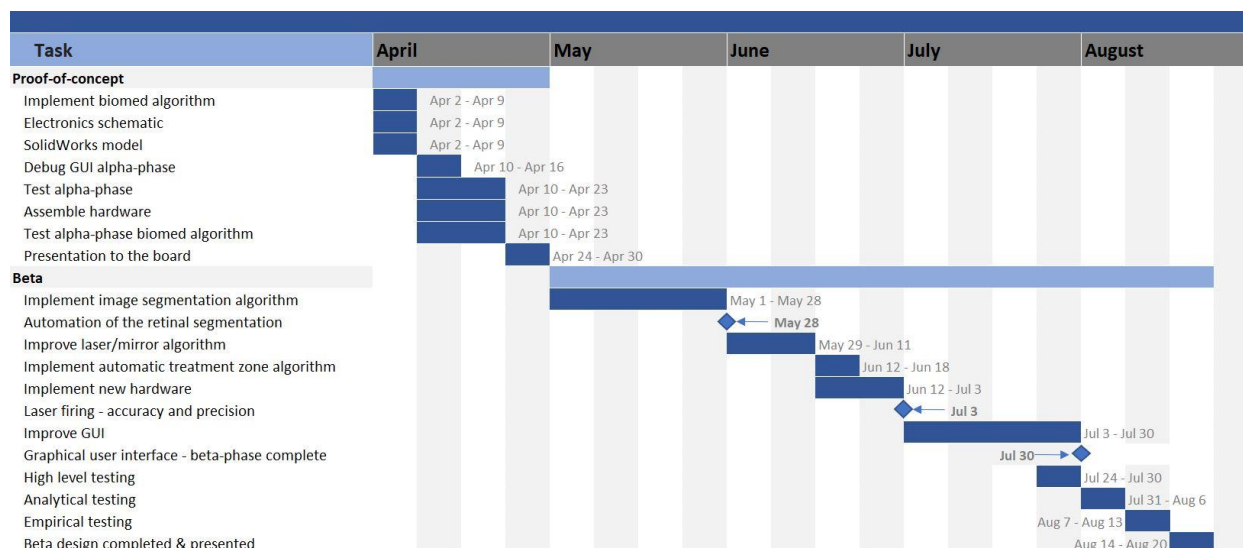 Task April May June July August
Proof-of-concept
Implement biomed algorithm Apr 2 - Apr 9
Electronics schematic Apr 2 - Apr 9
SolidWorks model Apr 2 - Apr 9
Debug GUI alpha-phase Apr 10 - Apr 16
Test alpha-phase Apr 10 - Apr 23
Assemble hardware Apr 10 - Apr 23
Test alpha-phase biomed algorithm Apr 10 - Apr 23
Presentation to the board Apr 24 - Apr 30
Beta
Implement image segmentation algorithm May 1 - May 28
Automation of the retinal segmentation May 28
Improve laser/mirror algorithm May 29 - Jun 11
Implement automatic treatment zone algorithm Jun 12 - Jun 18
Implement new hardware Jun 12 - Jul 3
Laser firing - accuracy and precision Jul 3
Improve GUI Jul 3 - Jul 30
Graphical user interface - beta-phase complete Jul 30
High level testing Jul 24 - Jul 30
Analytical testing Jul 31 - Aug 6
Empirical testing Aug 7 - Aug 13
Beta design completed & presented Aug 14 - Aug 20